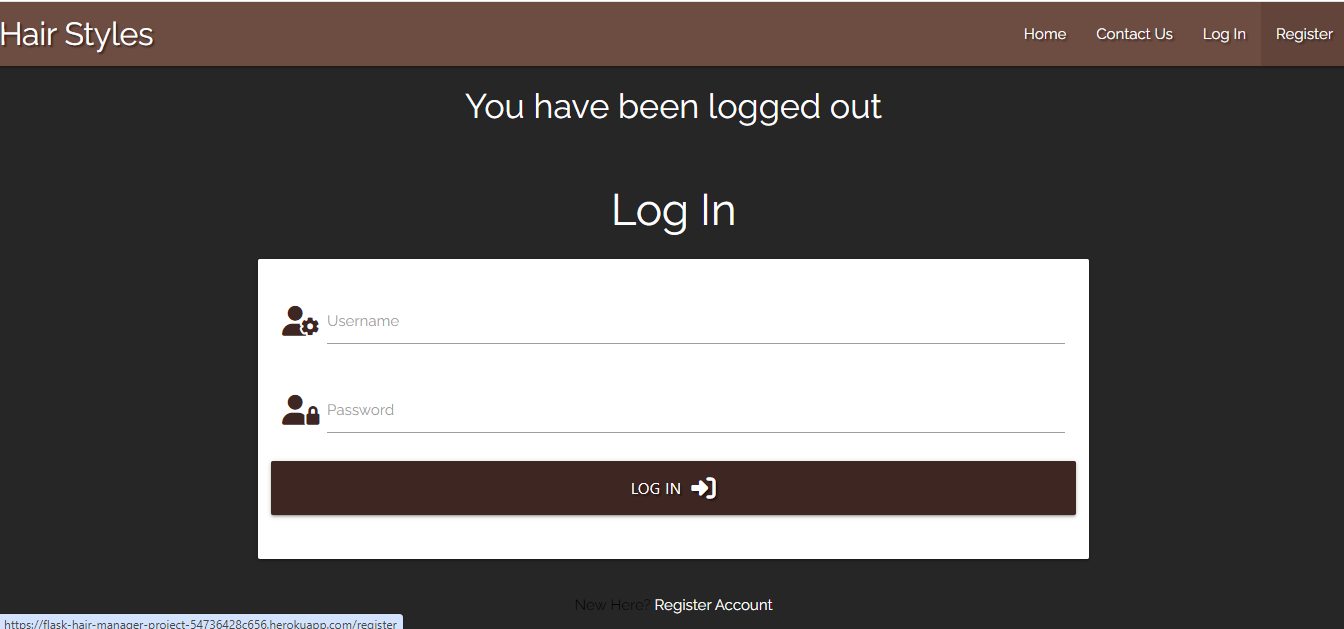 Hair Styles
Home Contact Us Log In Register
You have been logged out
Log In
Username
Password
LOG IN
New Here? Register Account
https://flask-hair-manager-project-54736428c656.herokuapp.com/register